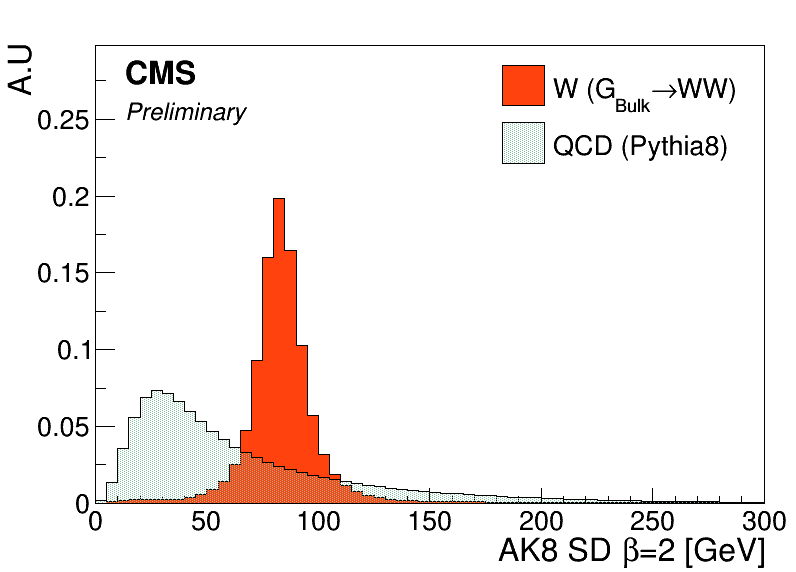 A.U
CMS
Preliminary
W (G_Bulk→WW)
QCD (Pythia8)
0.25
0.2
0.15
0.1
0.05
0
0 50 100 150 200 250 300
AK8 SD β=2 [GeV]